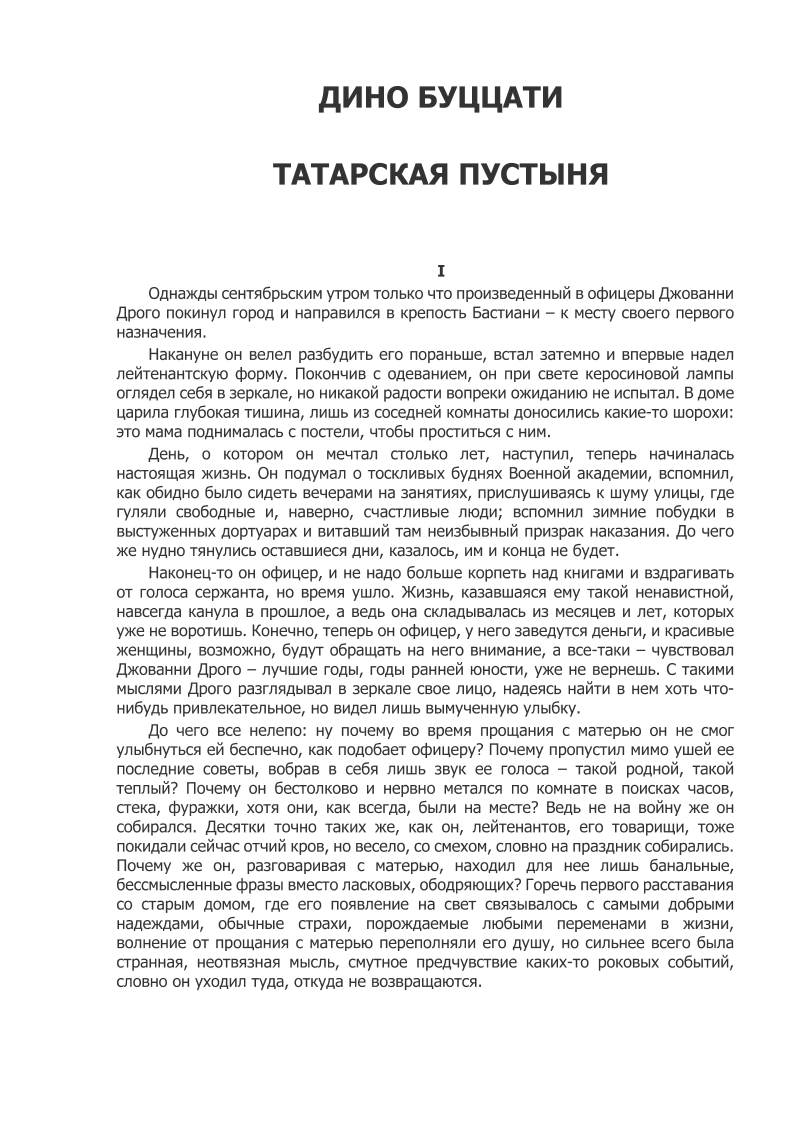 ДИНО БУЦЦАТИ
ТАТАРСКАЯ ПУСТЫНЯ
I
Однажды сентябрьским утром только что произведенный в офицеры Джованни
Дрого покинул город и направился в крепость Бастиани – к месту своего первого
назначения.
Накануне он велел разбудить его пораньше, встал затемно и впервые надел
лейтенантскую форму. Покончив с одеванием, он при свете керосиновой лампы
оглядел себя в зеркале, но никакой радости вопреки ожиданию не испытал. В доме
царила глубокая тишина, лишь из соседней комнаты доносились какие-то шорохи:
это мама поднималась с постели, чтобы проститься с ним.
День, о котором он мечтал столько лет, наступил, теперь начиналась
настоящая жизнь. Он подумал о тоскливых буднях Военной академии, вспомнил,
как обидно было сидеть вечерами на занятиях, прислушиваясь к шуму улицы, где
гуляли свободные и, наверно, счастливые люди; вспомнил зимние побудки в
выстуженных дортуарах и витавший там неизбывный призрак наказания. До чего
же нудно тянулись оставшиеся дни, казалось, им и конца не будет.
Наконец-то он офицер, и не надо больше корпеть над книгами и вздрагивать
от голоса сержанта, но время ушло. Жизнь, казавшаяся ему такой ненавистной,
навсегда канула в прошлое, а ведь она складывалась из месяцев и лет, которых
уже не воротишь. Конечно, теперь он офицер, у него заведутся деньги, и красивые
женщины, возможно, будут обращать на него внимание, а все-таки – чувствовал
Джованни Дрого – лучшие годы, годы ранней юности, уже не вернешь. С такими
мыслями Дрого разглядывал в зеркале свое лицо, надеясь найти в нем хоть что-
нибудь привлекательное, но видел лишь вымученную улыбку.
До чего все нелепо: ну почему во время прощания с матерью он не смог
улыбнуться ей беспечно, как подобает офицеру? Почему пропустил мимо ушей ее
последние советы, вобрав в себя лишь звук ее голоса – такой родной, такой
теплый? Почему он бестолково и нервно метался по комнате в поисках часов,
стека, фуражки, хотя они, как всегда, были на месте? Ведь не на войну же он
собирался. Десятки точно таких же, как он, лейтенантов, его товарищи, тоже
покидали сейчас отчий кров, но весело, со смехом, словно на праздник собирались.
Почему же он, разговаривая с матерью, находил для нее лишь банальные,
бессмысленные фразы вместо ласковых, ободряющих? Горечь первого расставания
со старым домом, где его появление на свет связывалось с самыми добрыми
надеждами, обычные страхи, порождаемые любыми переменами в жизни,
волнение от прощания с матерью переполняли его душу, но сильнее всего была
странная, неотвязная мысль, смутное предчувствие каких-то роковых событий,
словно он уходил туда, откуда не возвращаются.